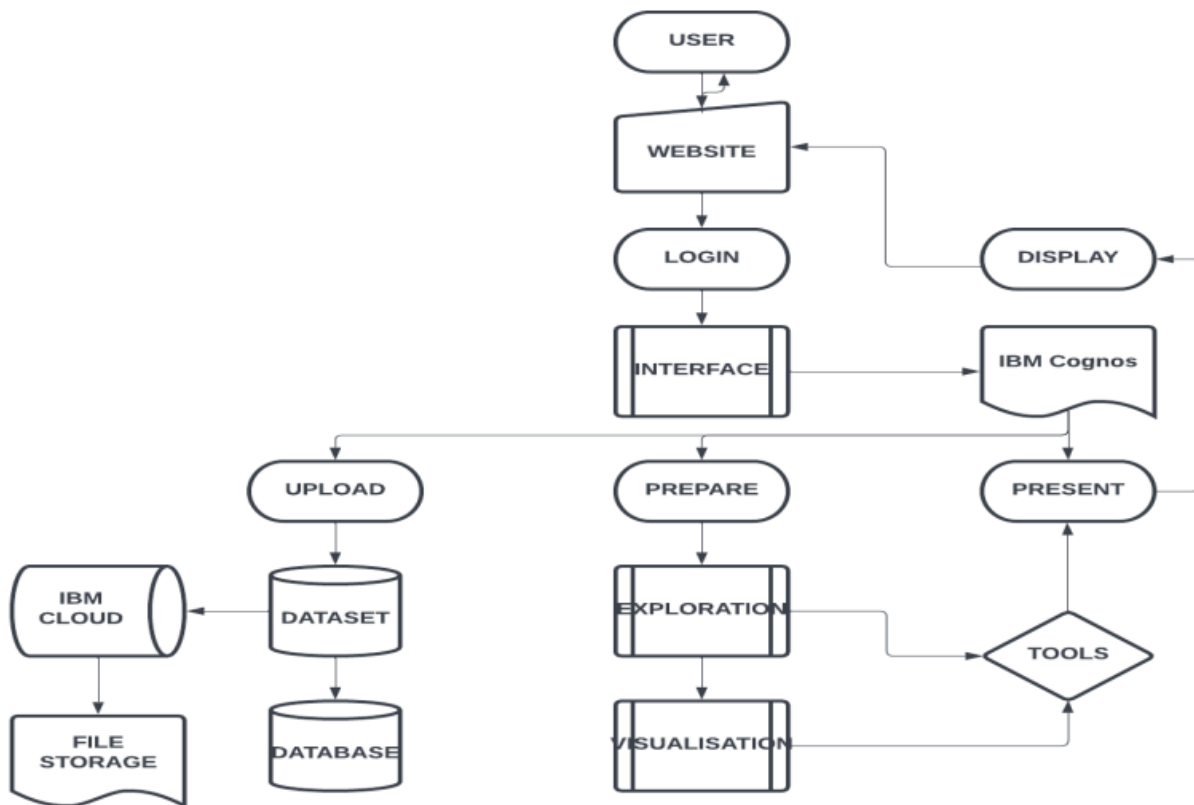 USER
WEBSITE
LOGIN
DISPLAY
INTERFACE
IBM Cognos
UPLOAD
PREPARE
PRESENT
IBM
CLOUD
DATASET
EXPLORATION
TOOLS
FILE
STORAGE
DATABASE
VISUALISATION